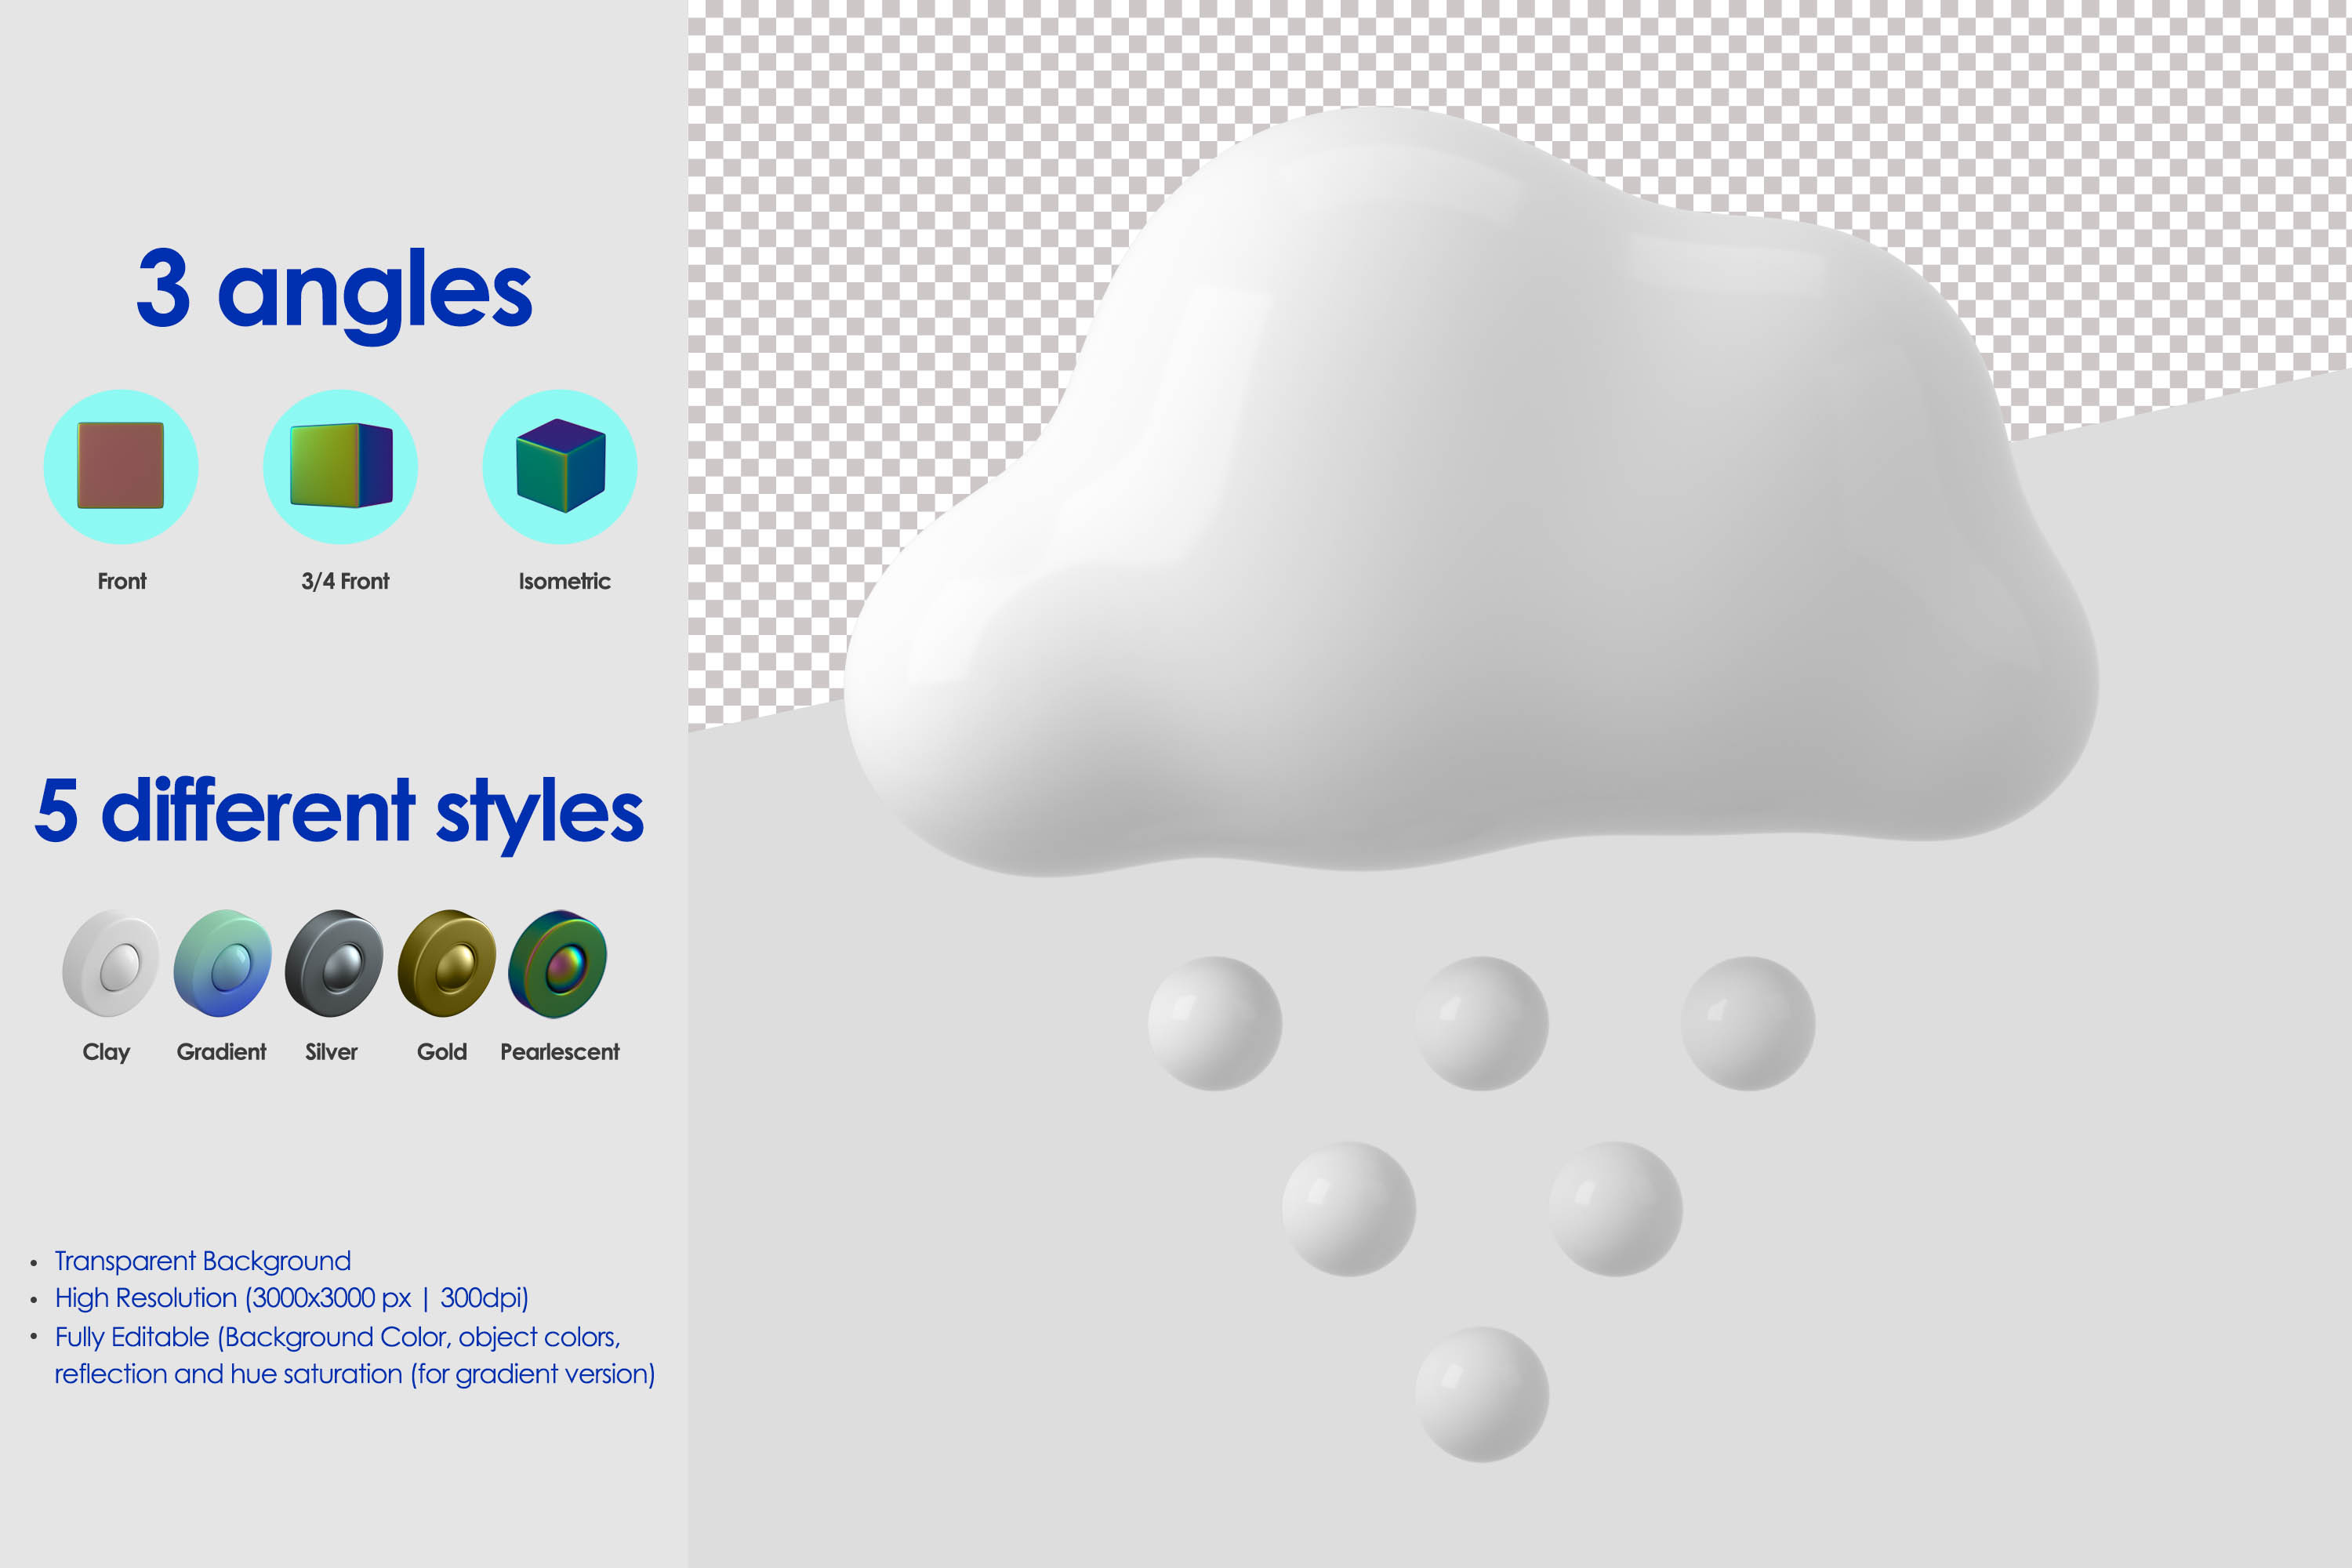 3 angles
Front
3/4 Front
Isometric
5 different styles
Clay
Gradient
Silver
Gold
Pearlescent
• Transparent Background
• High Resolution (3000x3000 px | 300dpi)
• Fully Editable (Background Color, object colors,
reflection and hue saturation (for gradient version)